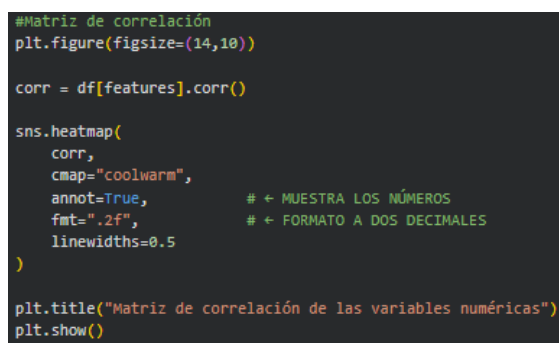 #Matriz de correlación
plt.figure(figsize=(14,10))
corr = df[features].corr()
sns.heatmap(
    corr,
    cmap="coolwarm",
    annot=True,          # ← MUESTRA LOS NÚMEROS
    fmt=".2f",           # ← FORMATO A DOS DECIMALES
    linewidths=0.5
)
plt.title("Matriz de correlación de las variables numéricas")
plt.show()